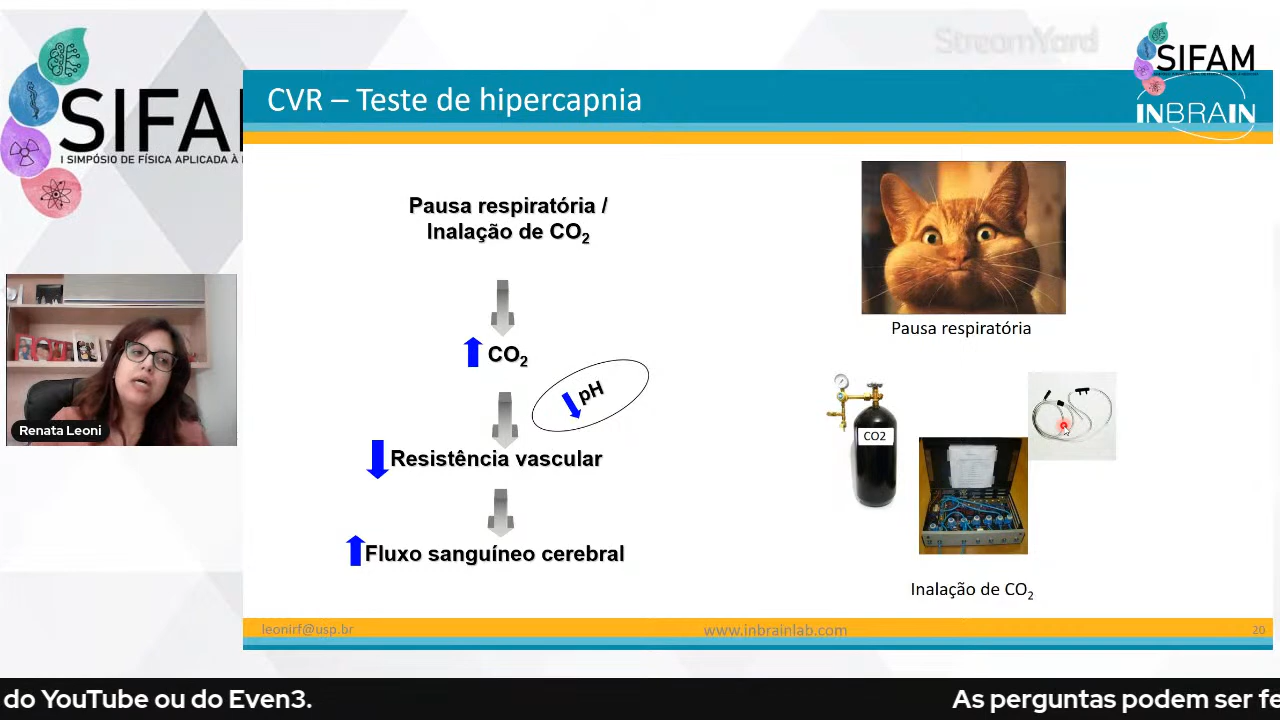 StreamYard
SIFAM
INBRAIN
SIFA
I SIMPÓSIO DE FÍSICA APLICADA À
CVR – Teste de hipercapnia
Pausa respiratória /
Inalação de CO2
CO2
pH
Resistência vascular
Fluxo sanguíneo cerebral
Pausa respiratória
CO2
Inalação de CO2
Renata Leoni
leonirf@usp.br
www.inbrainlab.com
20
do YouTube ou do Even3.
As perguntas podem ser fe